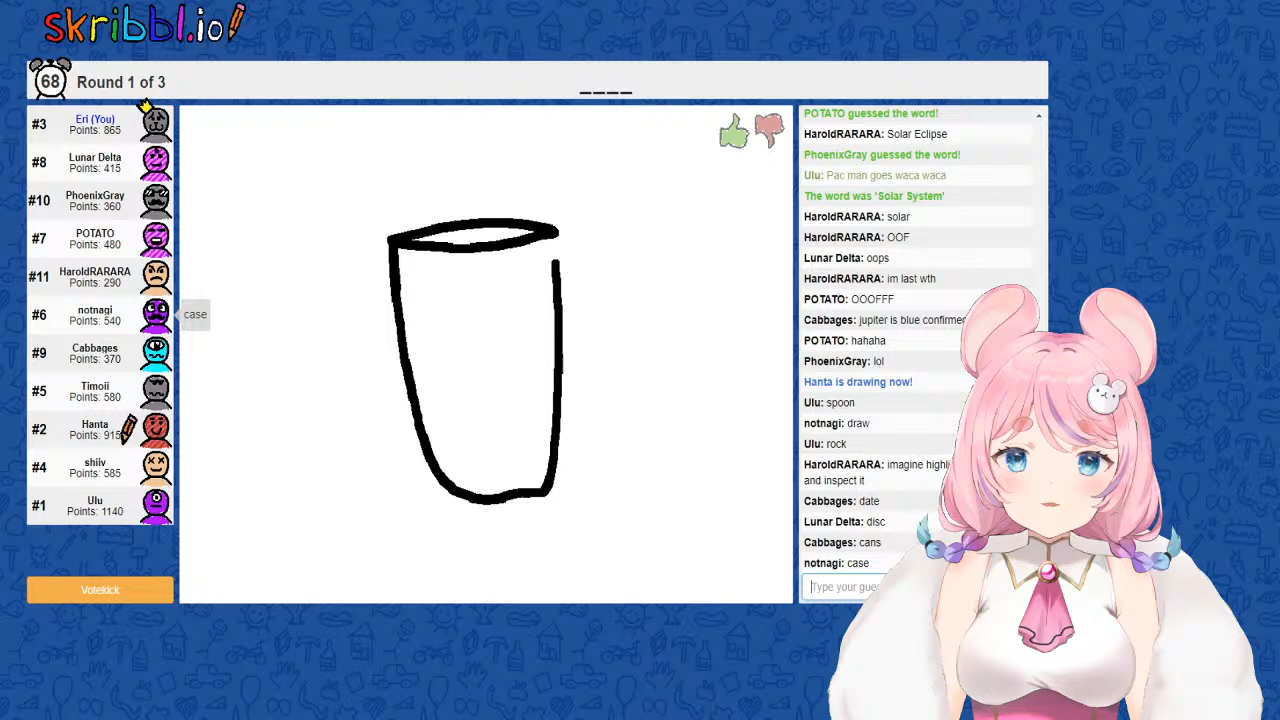 skribbl.io
68
Round 1 of 3
____
#3
Eri (You)
Points: 865
#8
Lunar Delta
Points: 415
#10
PhoenixGray
Points: 360
#7
POTATO
Points: 480
#11
HaroldRARARA
Points: 290
#6
notnagi
Points: 540
case
#9
Cabbages
Points: 370
#5
Timoii
Points: 580
#2
Hanta
Points: 915
#4
shiiv
Points: 585
#1
Ulu
Points: 1140
Votekick
POTATO guessed the word!
HaroldRARARA: Solar Eclipse
PhoenixGray guessed the word!
Ulu: Pac man goes waca waca
The word was 'Solar System'
HaroldRARARA: solar
HaroldRARARA: OOF
Lunar Delta: oops
HaroldRARARA: im last wth
POTATO: OOOFFF
Cabbages: jupiter is blue confirmed
POTATO: hahaha
PhoenixGray: lol
Hanta is drawing now!
Ulu: spoon
notnagi: draw
Ulu: rock
HaroldRARARA: imagine
and inspect it
Cabbages: date
Lunar Delta: disc
Cabbages: cans
notnagi: case
Type your